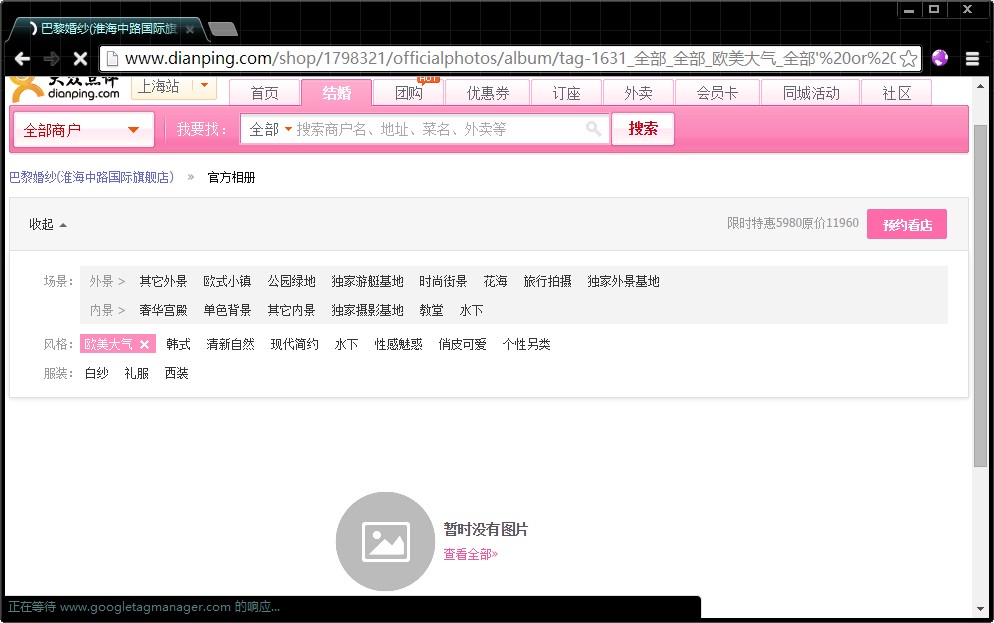 巴黎婚纱(淮海中路国际旗
www.dianping.com/shop/1798321/officialphotos/album/tag-1631_全部_全部_欧美大气_全部'%20or%20
大众点评 dianping.com 上海站 首页 结婚 团购 HOT 优惠券 订座 外卖 会员卡 同城活动 社区
全部商户 我要找： 全部 搜索商户名、地址、菜名、外卖等 搜索
巴黎婚纱(淮海中路国际旗舰店) » 官方相册
收起 限时特惠5980原价11960 预约看店
场景： 外景 > 其它外景 欧式小镇 公园绿地 独家游艇基地 时尚街景 花海 旅行拍摄 独家外景基地
内景 > 奢华宫殿 单色背景 其它内景 独家摄影基地 教堂 水下
风格： 欧美大气 × 韩式 清新自然 现代简约 水下 性感魅惑 俏皮可爱 个性另类
服装： 白纱 礼服 西装
暂时没有图片
查看全部»
正在等待 www.googletagmanager.com 的响应...